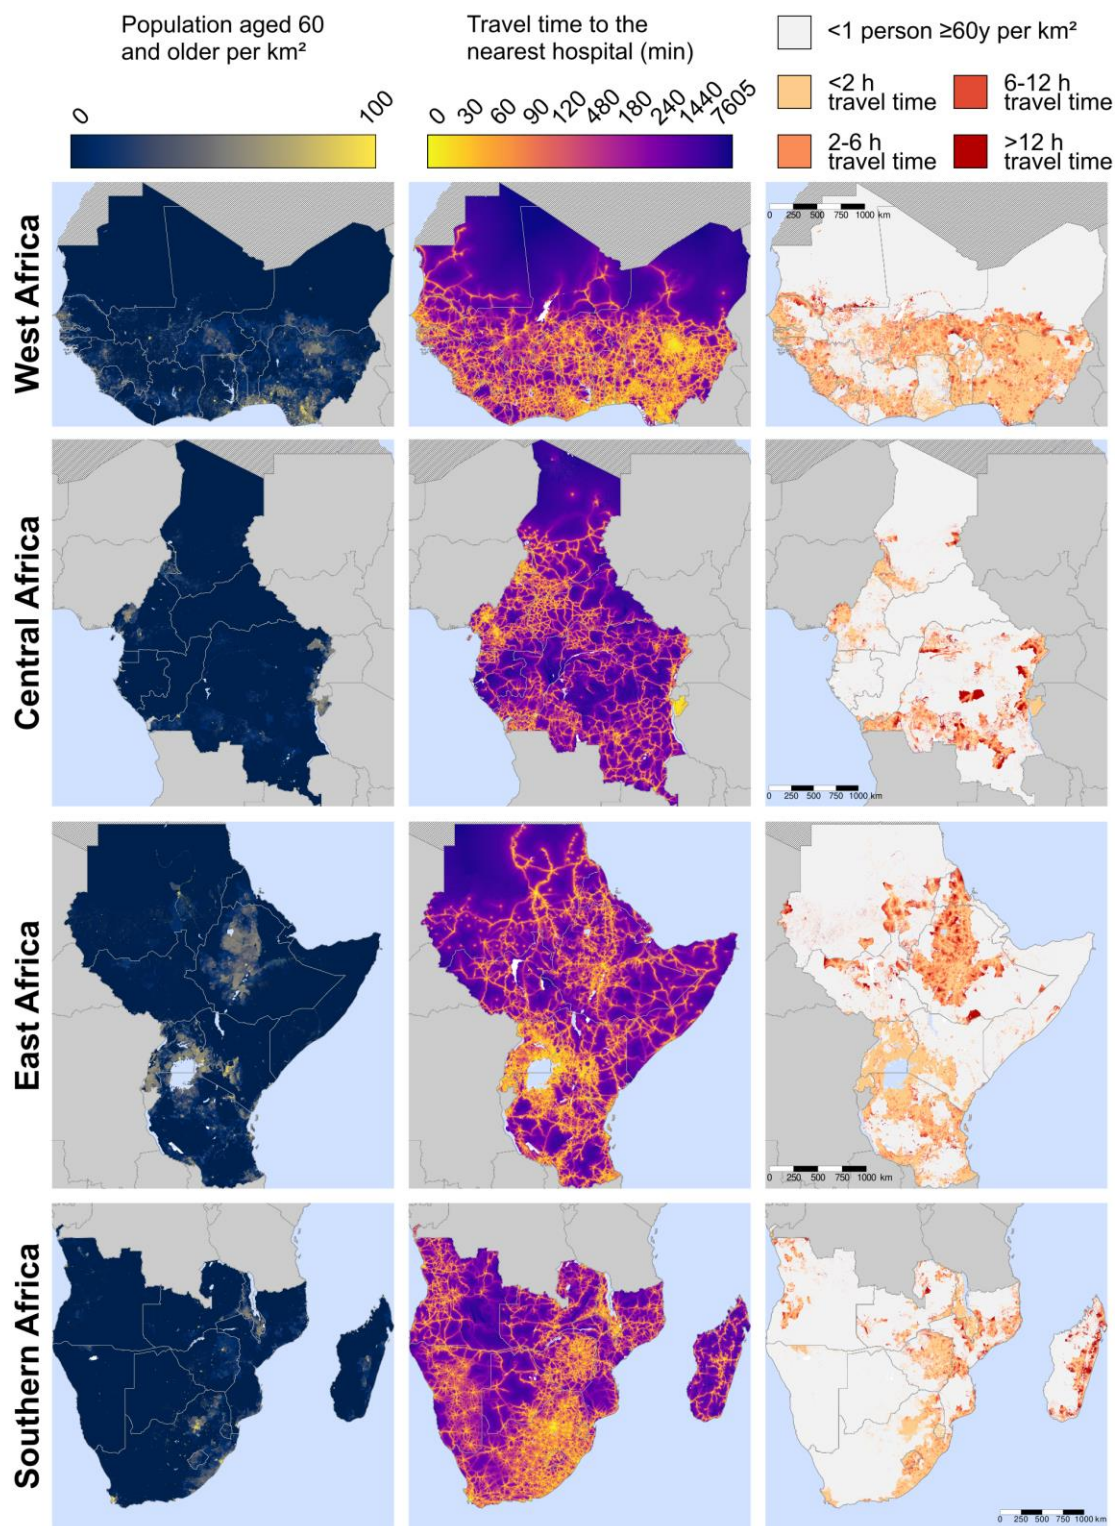 Population aged 60
and older per km²
0 100
Travel time to the
nearest hospital (min)
0 30 60 90 120 480 180 240 1440 7605
<1 person ≥60y per km²
<2 h
travel time
6-12 h
travel time
2-6 h
travel time
>12 h
travel time
West Africa
0 250 500 750 1000 km
Central Africa
0 250 500 750 1000 km
East Africa
0 250 500 750 1000 km
Southern Africa
0 250 500 750 1000 km